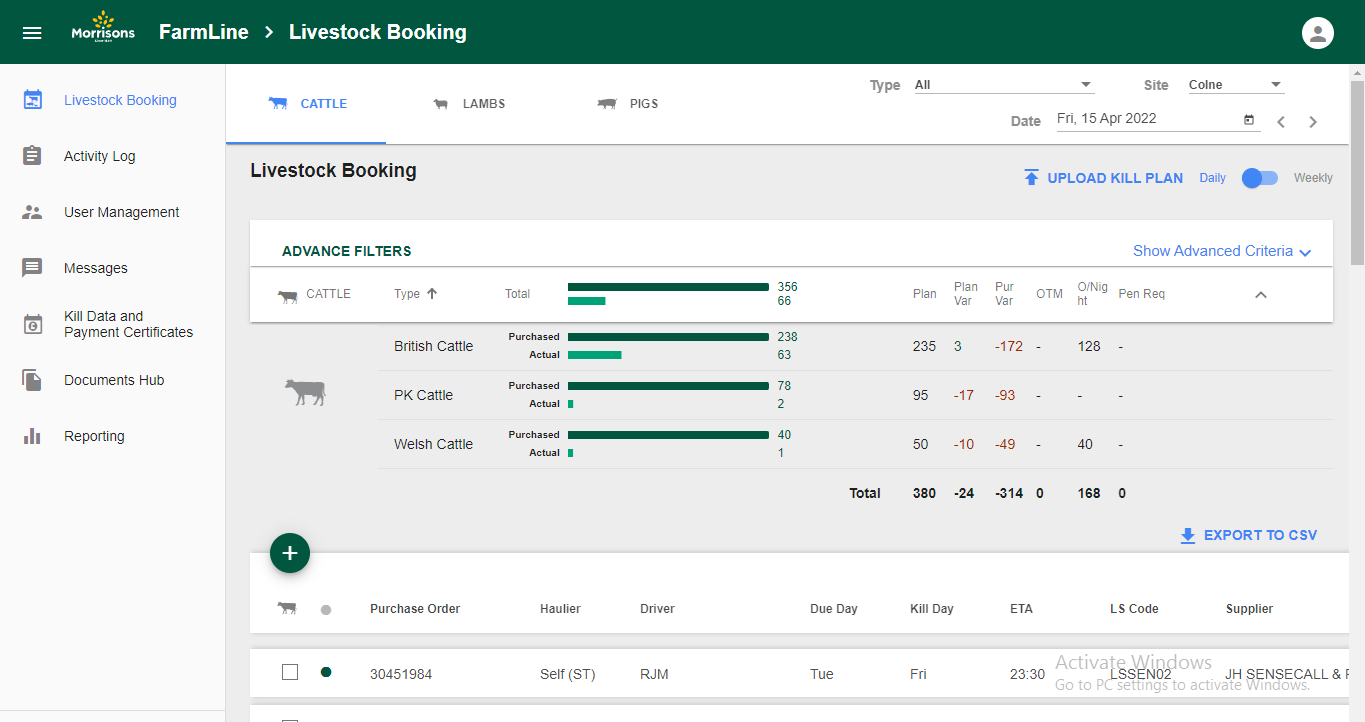 Morrisons
FarmLine > Livestock Booking
Livestock Booking
Activity Log
User Management
Messages
Kill Data and
Payment Certificates
Documents Hub
Reporting
CATTLE LAMBS PIGS
Type All Site Colne
Date Fri, 15 Apr 2022
Livestock Booking
UPLOAD KILL PLAN Daily Weekly
ADVANCE FILTERS Show Advanced Criteria
CATTLE Type Total 356 Plan Plan Pur OTM O/Nig Pen Req
66 Var Var ht
British Cattle Purchased 238 235 3 -172 - 128 -
Actual 63
PK Cattle Purchased 78 95 -17 -93 - - -
Actual 2
Welsh Cattle Purchased 40 50 -10 -49 - 40 -
Actual 1
Total 380 -24 -314 0 168 0
EXPORT TO CSV
+
Purchase Order Haulier Driver Due Day Kill Day ETA LS Code Supplier
30451984 Self (ST) RJM Tue Fri 23:30 LSSEN02 JH SENSECALL &
Activate Windows
Go to PC settings to activate Windows.